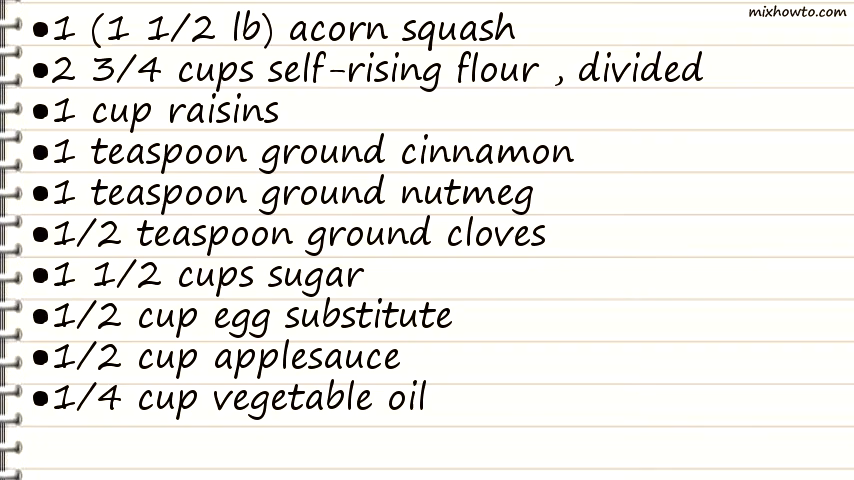 mixhowto.com
•1 (1 1/2 lb) acorn squash
•2 3/4 cups self-rising flour , divided
•1 cup raisins
•1 teaspoon ground cinnamon
•1 teaspoon ground nutmeg
•1/2 teaspoon ground cloves
•1 1/2 cups sugar
•1/2 cup egg substitute
•1/2 cup applesauce
•1/4 cup vegetable oil